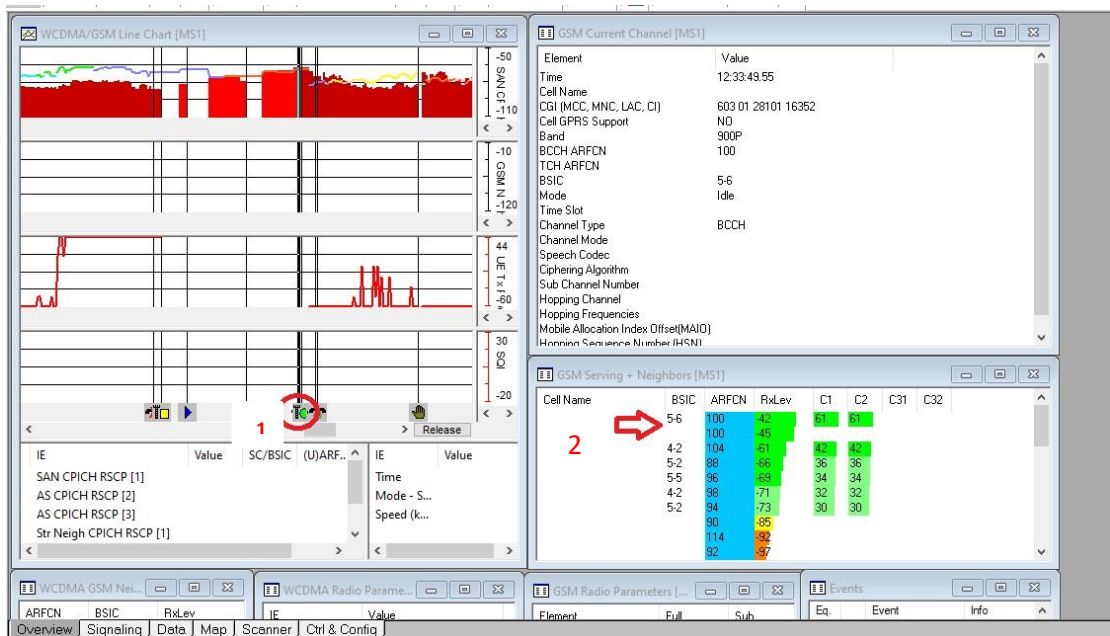 WCDMA/GSM Line Chart [MS1]
-50
SAN CF
-110
-10
GSM N
-120
44
UE Tx F
-60
30
SQI
-20
1
Release
IE Value SC/BSIC (U)ARF.. IE Value
SAN CPICH RSCP [1] Time
AS CPICH RSCP [2] Mode - S...
AS CPICH RSCP [3] Speed (k...
Str Neigh CPICH RSCP [1]
GSM Current Channel [MS1]
Element Value
Time 12:33:49.55
Cell Name
CGI (MCC, MNC, LAC, CI) 603 01 28101 16352
Cell GPRS Support NO
Band 900P
BCCH ARFCN 100
TCH ARFCN
BSIC 5-6
Mode Idle
Time Slot
Channel Type BCCH
Channel Mode
Speech Codec
Ciphering Algorithm
Sub Channel Number
Hopping Channel
Hopping Frequencies
Mobile Allocation Index Offset(MAIO)
Hopping Sequence Number (HSN)
GSM Serving + Neighbors [MS1]
Cell Name BSIC ARFCN RxLev C1 C2 C31 C32
5-6 100 -42 61 61
100 -45
4-2 104 -61 42 42
5-2 88 -66 36 36
5-5 96 -69 34 34
4-2 98 -71 32 32
5-2 94 -73 30 30
90 -85
114 -92
92 -97
2
WCDMA GSM Nei...
ARFCN BSIC RxLev
WCDMA Radio Parame...
IE Value
GSM Radio Parameters [...
Element Full Sub
Events
Eq. Event Info
Overview Signaling Data Map Scanner Ctrl & Config